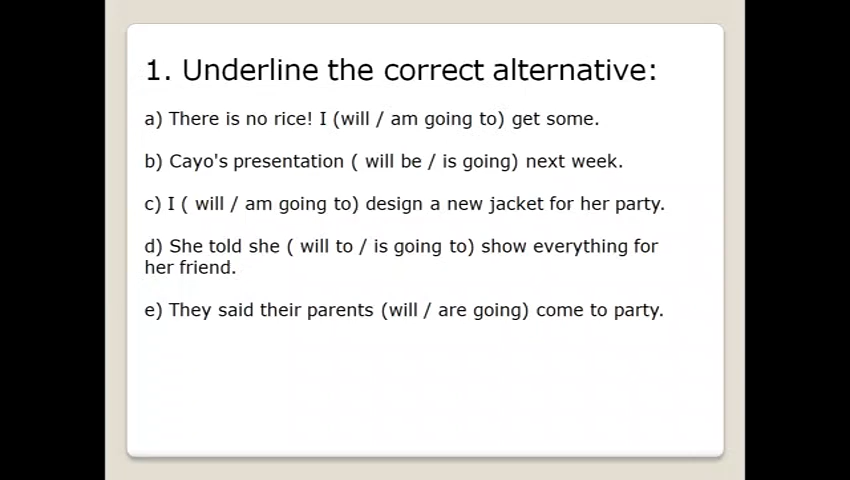 1. Underline the correct alternative:
a) There is no rice! I (will / am going to) get some.
b) Cayo's presentation ( will be / is going) next week.
c) I ( will / am going to) design a new jacket for her party.
d) She told she ( will to / is going to) show everything for
her friend.
e) They said their parents (will / are going) come to party.